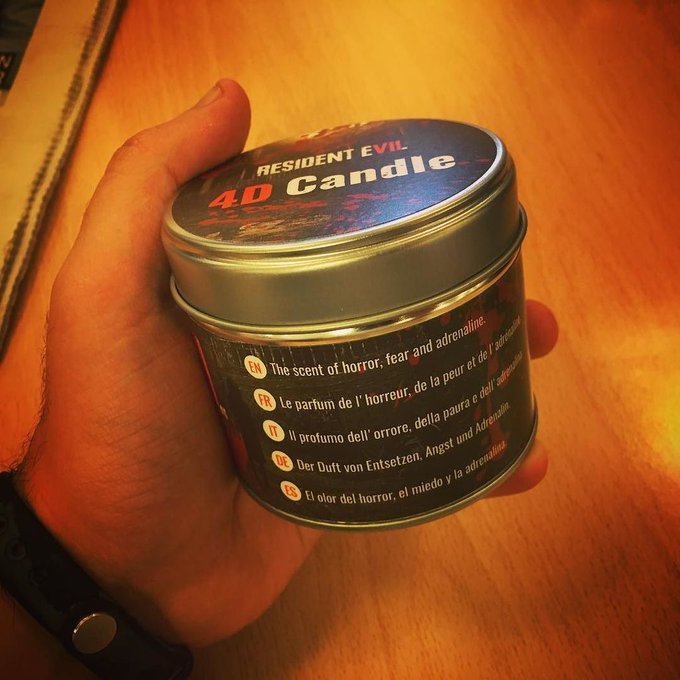 RESIDENT EVIL
4D Candle
EN The scent of horror, fear and adrenaline.
FR Le parfum de l'horreur, de la peur et de l'adrénaline
IT Il profumo dell'orrore, della paura e dell'adrenalina
DE Der Duft von Entsetzen, Angst und Adrenalin.
ES El olor del horror, el miedo y la adrenalina.